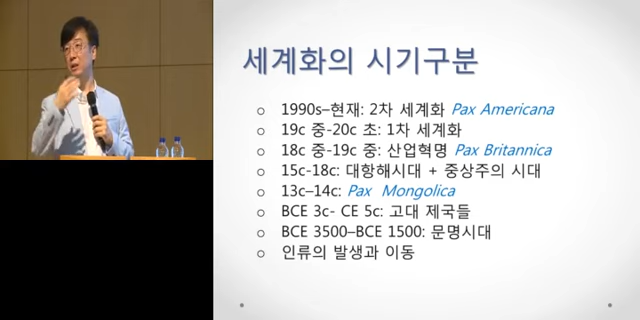 세계화의 시기구분
1990s–현재: 2차 세계화 Pax Americana
19c 중-20c 초: 1차 세계화
18c 중-19c 중: 산업혁명 Pax Britannica
15c-18c: 대항해시대 + 중상주의 시대
13c–14c: Pax Mongolica
BCE 3c- CE 5c: 고대 제국들
BCE 3500–BCE 1500: 문명시대
인류의 발생과 이동